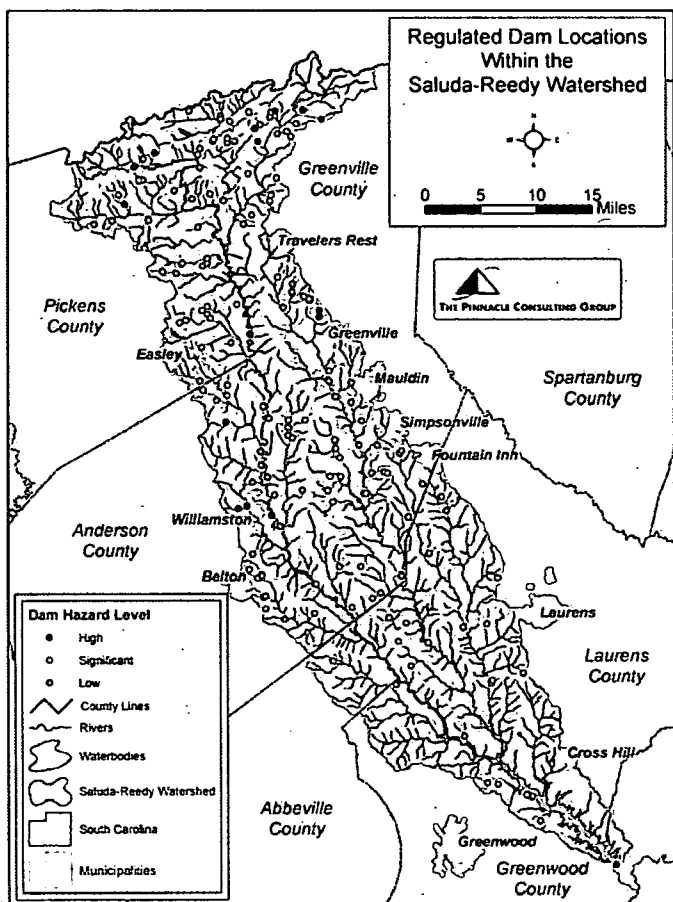 Regulated Dam Locations
Within the
Saluda-Reedy Watershed
N
W E
S
0 5 10 15 Miles
Greenville
County
Travelers Rest
THE PINNACLE CONSULTING GROUP
Pickens
County
Greenville
Easley
Mauldin
Spartanburg
County
Simpsonville
Fountain Inn
Williamston
Anderson
County
Belton
Dam Hazard Level
High
Significant
Low
County Lines
Rivers
Waterbodies
Saluda-Reedy Watershed
South Carolina
Municipalities
Laurens
Laurens
County
Cross Hill
Abbeville
County
Greenwood
Greenwood
County